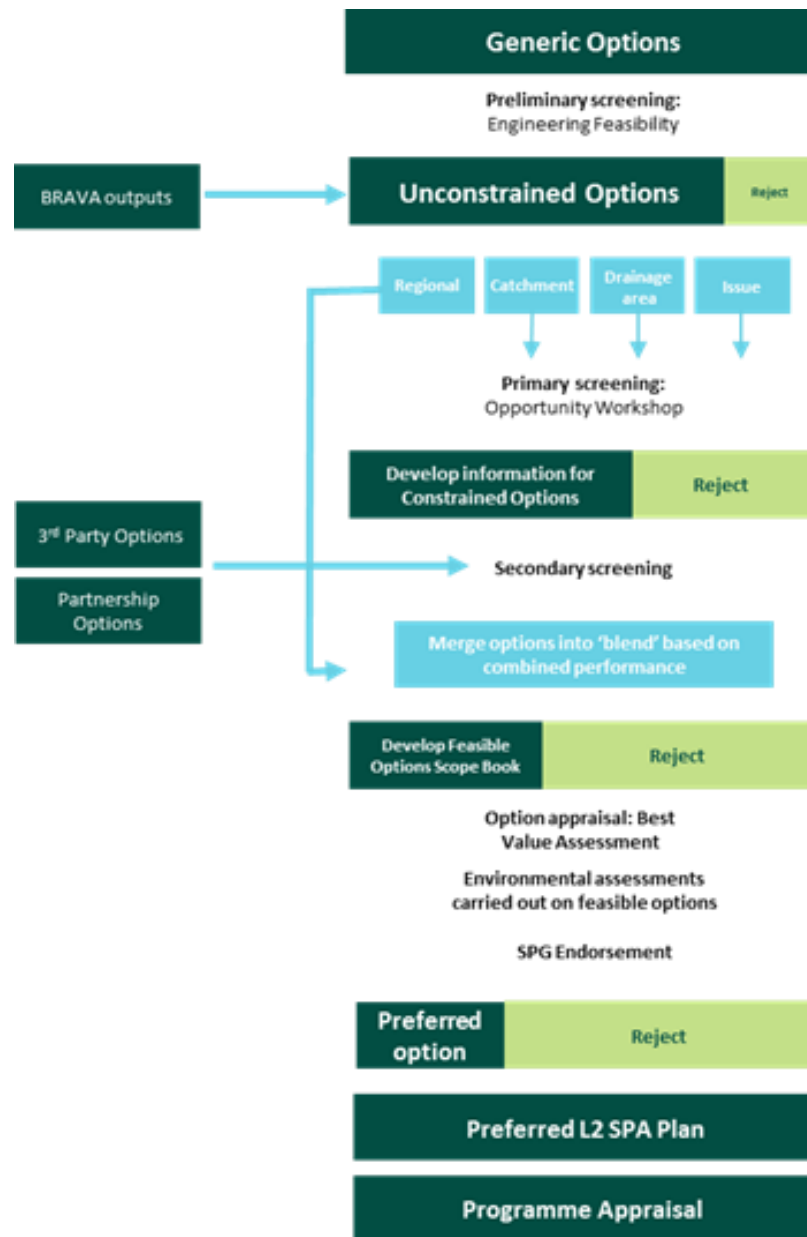 Generic Options
Preliminary screening:
Engineering Feasibility
BRAVA outputs
Unconstrained Options
Reject
Regional
Catchment
Drainage
area
Issue
Primary screening:
Opportunity Workshop
Develop information for
Constrained Options
Reject
3rd Party Options
Partnership
Options
Secondary screening
Merge options into ‘blend’ based on
combined performance
Develop Feasible
Options Scope Book
Reject
Option appraisal: Best
Value Assessment
Environmental assessments
carried out on feasible options
SPG Endorsement
Preferred
option
Reject
Preferred L2 SPA Plan
Programme Appraisal